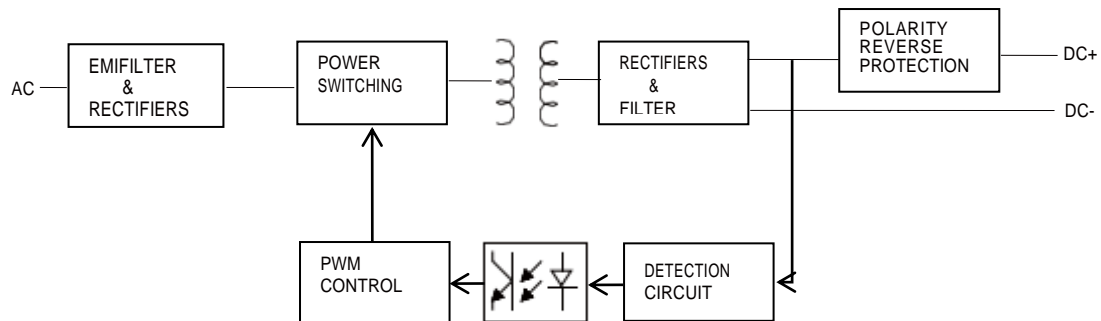 AC
EMIFILTER
&
RECTIFIERS
POWER
SWITCHING
RECTIFIERS
&
FILTER
POLARITY
REVERSE
PROTECTION
DC+
DC-
PWM
CONTROL
DETECTION
CIRCUIT